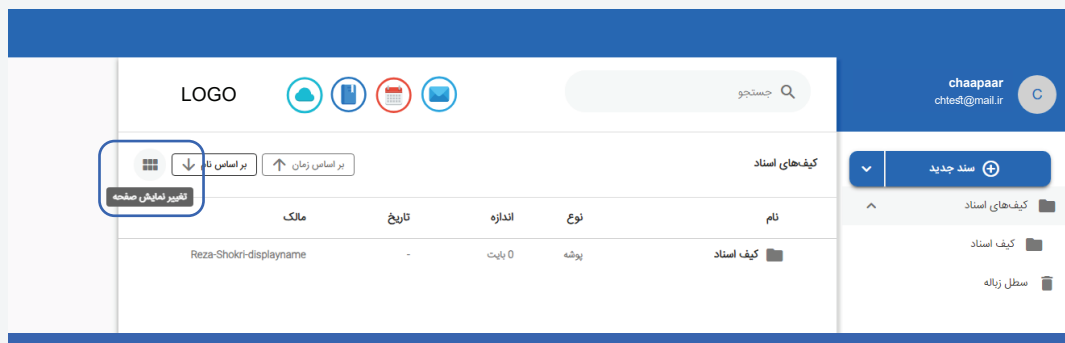 chaapaar
chtest@mail.ir
C
جستجو
LOGO
سند جدید
کیف‌های اسناد
کیف اسناد
سطل زباله
کیف‌های اسناد
بر اساس زمان
بر اساس نام
تغییر نمایش صفحه
نام نوع اندازه تاریخ مالک
کیف اسناد پوشه 0 بایت - Reza-Shokri-displayname